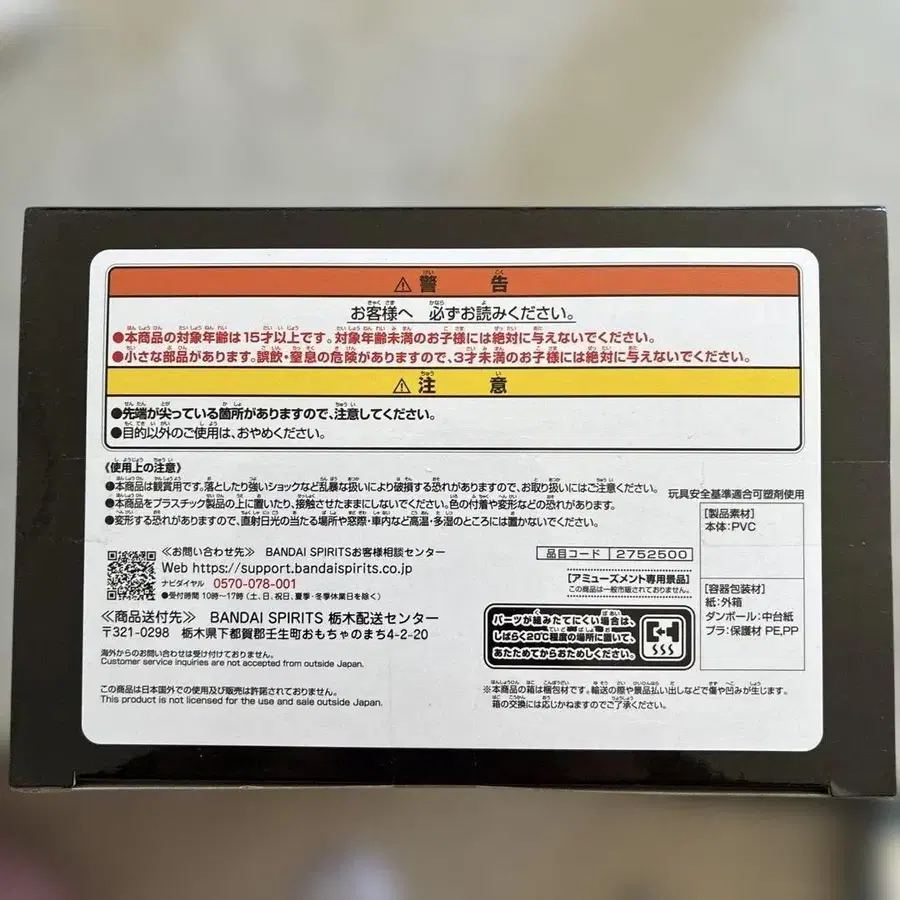 ⚠警告
お客様へ 必ずお読みください。
●本商品の対象年齢は15才以上です。対象年齢未満のお子様には絶対に与えないでください。
●小さな部品があります。誤飲・窒息の危険がありますので、3才未満のお子様には絶対に与えないでください。
⚠注意
●先端が尖っている箇所がありますので、注意してください。
●目的以外のご使用は、おやめください。
《使用上の注意》
●本商品は観賞用です。落としたり強いショックなど乱暴な扱いにより破損する恐れがありますので、お取り扱いにはご注意ください。
●本商品をプラスチック製品の上に置いたり、接触させたままにしないでください。色の付着や変形などの恐れがあります。
●変形する恐れがありますので、直射日光の当たる場所や窓際・車内など高温・多湿のところには置かないでください。
玩具安全基準適合可塑剤使用
[製品素材]
本体:PVC
≪お問い合わせ先≫ BANDAI SPIRITSお客様相談センター
Web https://support.bandaispirits.co.jp
ナビダイヤル 0570-078-001
●受付時間 10時~17時(土、日、祝日、夏季・冬季休業日を除く)
品目コード 2752500
[アミューズメント専用景品]
この商品は一般市販されておりません。
≪商品送付先≫ BANDAI SPIRITS 栃木配送センター
〒321-0298 栃木県下都賀郡壬生町おもちゃのまち4-2-20
パーツが組みたてにくい場合は、
しばらく20℃程度の場所に置いて、
あたためてからおためしください。
[容器包装材]
紙:外箱
ダンボール:中台紙
プラ:保護材 PE,PP
海外からのお問い合わせは受け付けておりません。
Customer service inquiries are not accepted from outside Japan.
この商品は日本国外での使用及び販売は許諾されておりません。
This product is not licensed for the use and sale outside Japan.
※本商品の箱は梱包材です。輸送の際や景品払い出しなどで傷や凹みが生じます。
箱の交換には応じかねますのでご了承ください。